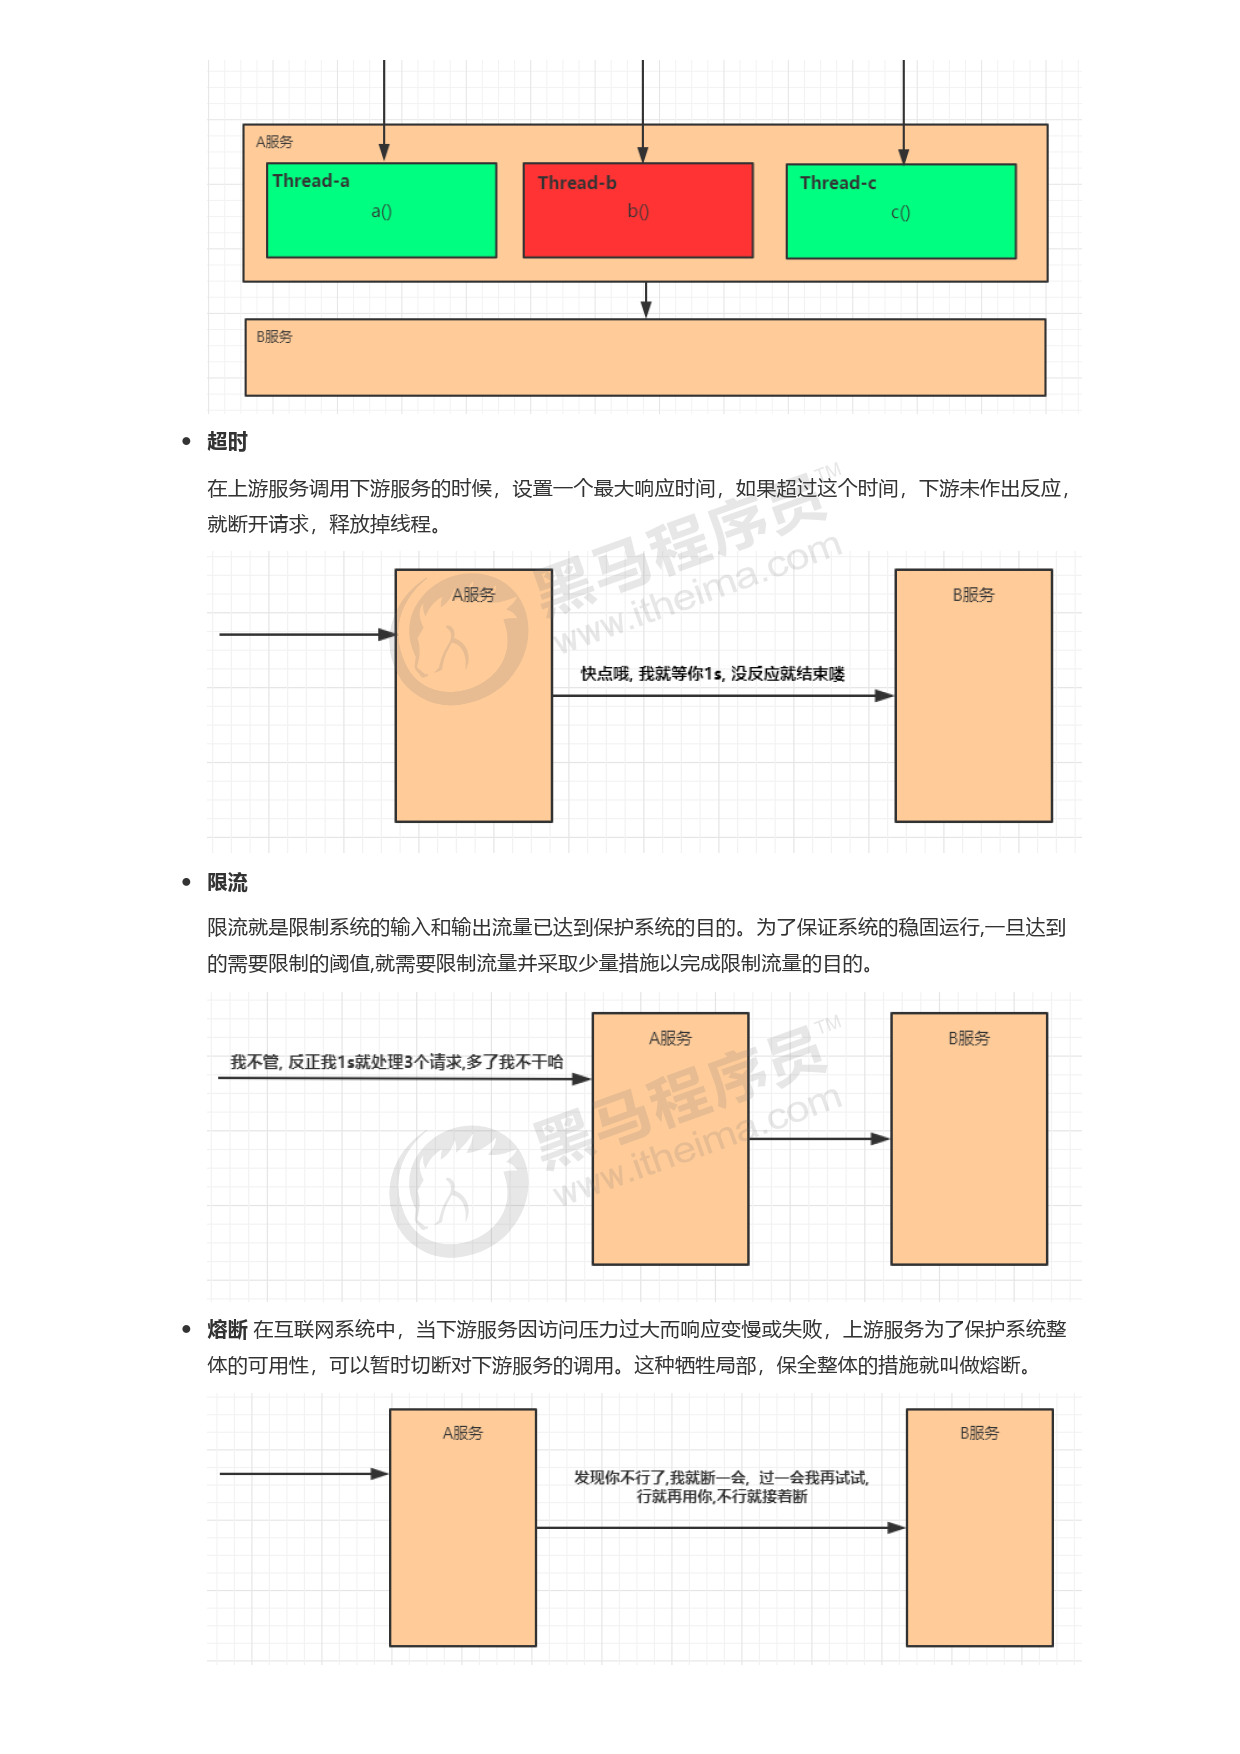 A服务
Thread-a
Thread-b
Thread-c
a()
b()
c()
B服务
超时
在上游服务调用下游服务的时候，设置一个最大响应时间，如果超过这个时间，下游未作出反应，
就断开请求，释放掉线程。
A服务
B服务
快点哦, 我就等你1s, 没反应就结束喽
黑马程序员™
www.itheima.com
限流
限流就是限制系统的输入和输出流量已达到保护系统的目的。为了保证系统的稳固运行,一旦达到
的需要限制的阈值,就需要限制流量并采取少量措施以完成限制流量的目的。
A服务
B服务
我不管, 反正我1s就处理3个请求,多了我不干哈
黑马程序员™
www.itheima.com
熔断 在互联网系统中，当下游服务因访问压力过大而响应变慢或失败，上游服务为了保护系统整
体的可用性，可以暂时切断对下游服务的调用。这种牺牲局部，保全整体的措施就叫做熔断。
A服务
B服务
发现你不行了,我就断一会，过一会我再试试,
行就再用你,不行就接着断